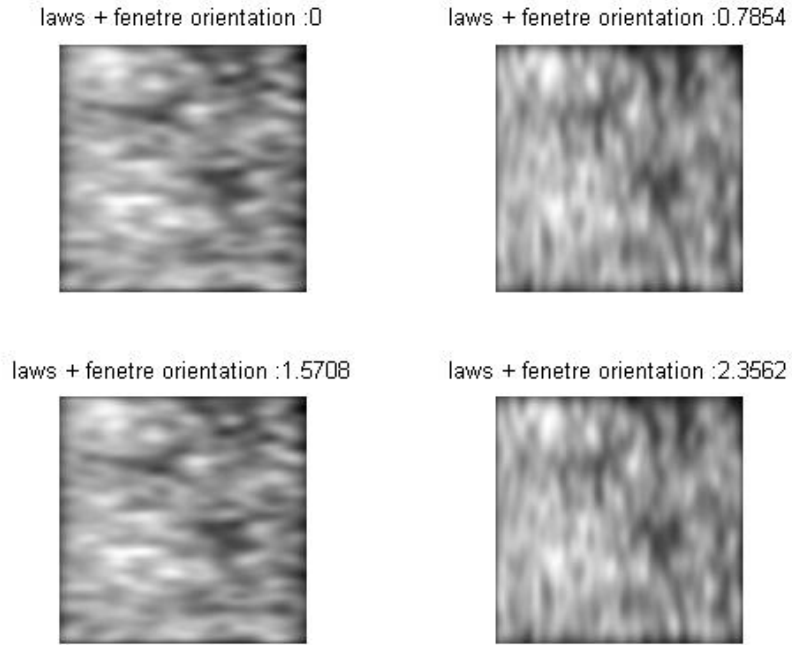 laws + fenetre orientation :0
laws + fenetre orientation :0.7854
laws + fenetre orientation :1.5708
laws + fenetre orientation :2.3562